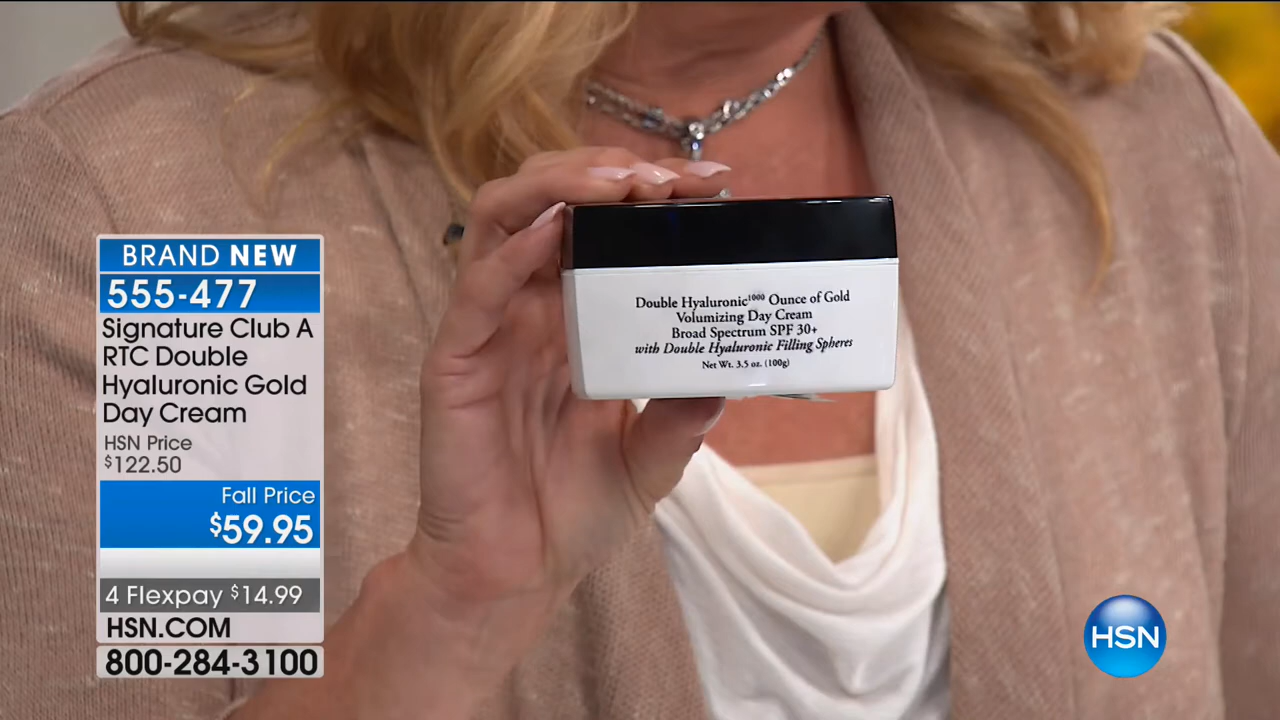 BRAND NEW
555-477
Signature Club A
RTC Double
Hyaluronic Gold
Day Cream
HSN Price
$122.50
Fall Price
$59.95
4 Flexpay $14.99
HSN.COM
800-284-3100
Double Hyaluronic¹⁰⁰⁰ Ounce of Gold
Volumizing Day Cream
Broad Spectrum SPF 30+
with Double Hyaluronic Filling Spheres
Net Wt. 3.5 oz. (100g)
HSN